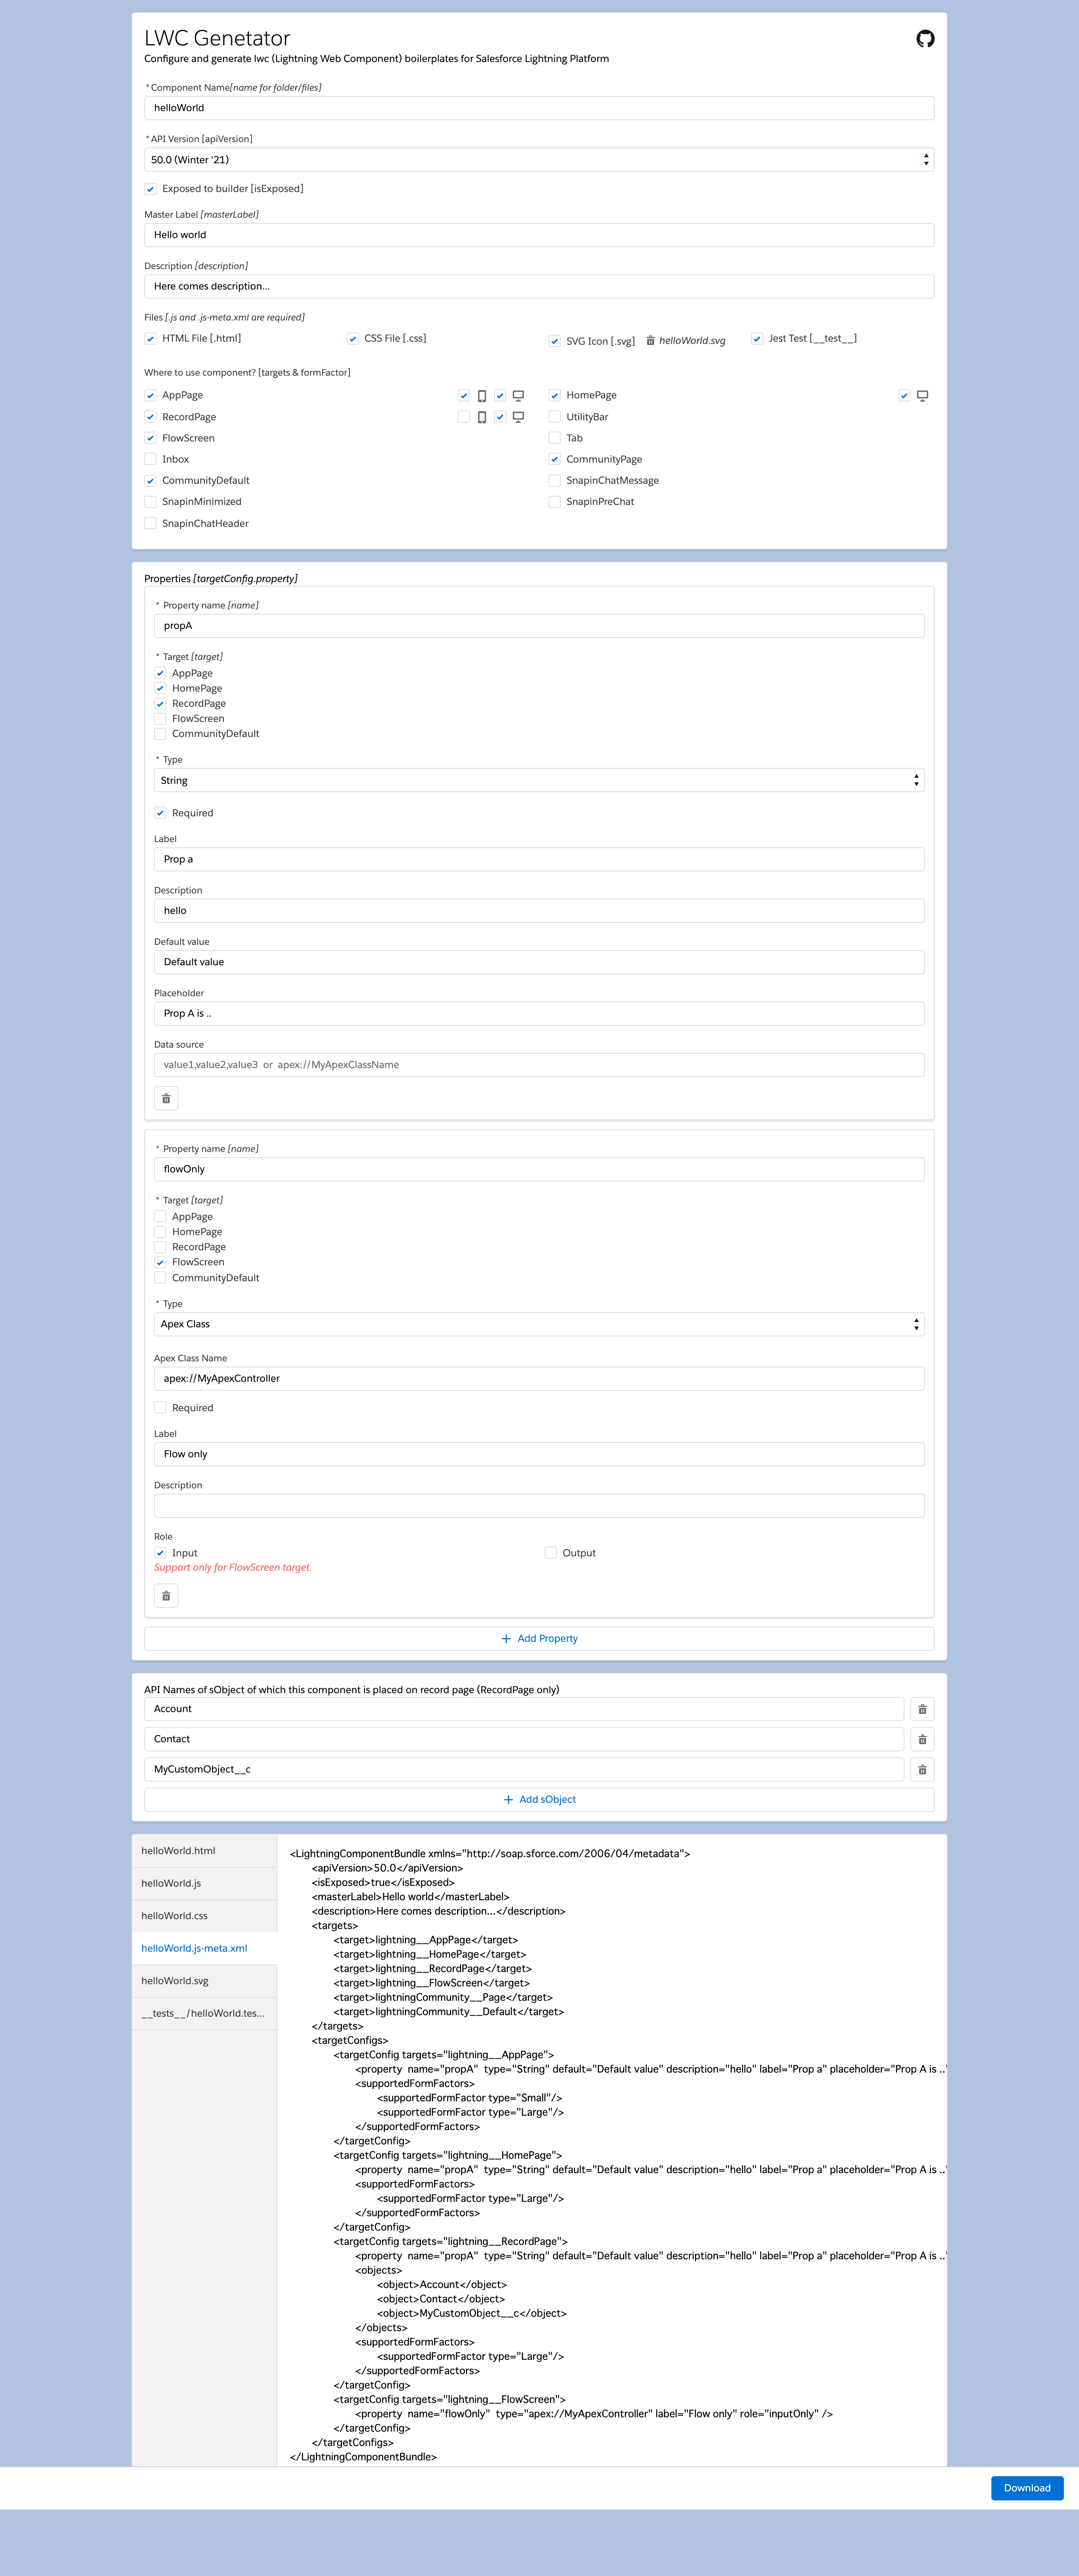 LWC Genetator
Configure and generate lwc (Lightning Web Component) boilerplates for Salesforce Lightning Platform
*Component Name[name for folder/files]
helloWorld
*API Version [apiVersion]
50.0 (Winter '21)
Exposed to builder [isExposed]
Master Label [masterLabel]
Hello world
Description [description]
Here comes description...
Files [.js and .js-meta.xml are required]
HTML File [.html] CSS File [.css] SVG Icon [.svg] helloWorld.svg Jest Test [__test__]
Where to use component? [targets & formFactor]
AppPage HomePage
RecordPage UtilityBar
FlowScreen Tab
Inbox CommunityPage
CommunityDefault SnapinChatMessage
SnapinMinimized SnapinPreChat
SnapinChatHeader
Properties [targetConfig.property]
* Property name [name]
propA
* Target [target]
AppPage
HomePage
RecordPage
FlowScreen
CommunityDefault
* Type
String
Required
Label
Prop a
Description
hello
Default value
Default value
Placeholder
Prop A is ..
Data source
value1,value2,value3 or apex://MyApexClassName
* Property name [name]
flowOnly
* Target [target]
AppPage
HomePage
RecordPage
FlowScreen
CommunityDefault
* Type
Apex Class
Apex Class Name
apex://MyApexController
Required
Label
Flow only
Description
Role
Input Output
Support only for FlowScreen target.
+ Add Property
API Names of sObject of which this component is placed on record page (RecordPage only)
Account
Contact
MyCustomObject__c
+ Add sObject
helloWorld.html
helloWorld.js
helloWorld.css
helloWorld.js-meta.xml
helloWorld.svg
__tests__/helloWorld.tes...
<LightningComponentBundle xmlns="http://soap.sforce.com/2006/04/metadata">
<apiVersion>50.0</apiVersion>
<isExposed>true</isExposed>
<masterLabel>Hello world</masterLabel>
<description>Here comes description...</description>
<targets>
<target>lightning__AppPage</target>
<target>lightning__HomePage</target>
<target>lightning__RecordPage</target>
<target>lightning__FlowScreen</target>
<target>lightningCommunity__Page</target>
<target>lightningCommunity__Default</target>
</targets>
<targetConfigs>
<targetConfig targets="lightning__AppPage">
<property name="propA" type="String" default="Default value" description="hello" label="Prop a" placeholder="Prop A is .."
<supportedFormFactors>
<supportedFormFactor type="Small"/>
<supportedFormFactor type="Large"/>
</supportedFormFactors>
</targetConfig>
<targetConfig targets="lightning__HomePage">
<property name="propA" type="String" default="Default value" description="hello" label="Prop a" placeholder="Prop A is .."
<supportedFormFactors>
<supportedFormFactor type="Large"/>
</supportedFormFactors>
</targetConfig>
<targetConfig targets="lightning__RecordPage">
<property name="propA" type="String" default="Default value" description="hello" label="Prop a" placeholder="Prop A is .."
<objects>
<object>Account</object>
<object>Contact</object>
<object>MyCustomObject__c</object>
</objects>
<supportedFormFactors>
<supportedFormFactor type="Large"/>
</supportedFormFactors>
</targetConfig>
<targetConfig targets="lightning__FlowScreen">
<property name="flowOnly" type="apex://MyApexController" label="Flow only" role="inputOnly" />
</targetConfig>
</targetConfigs>
</LightningComponentBundle>
Download